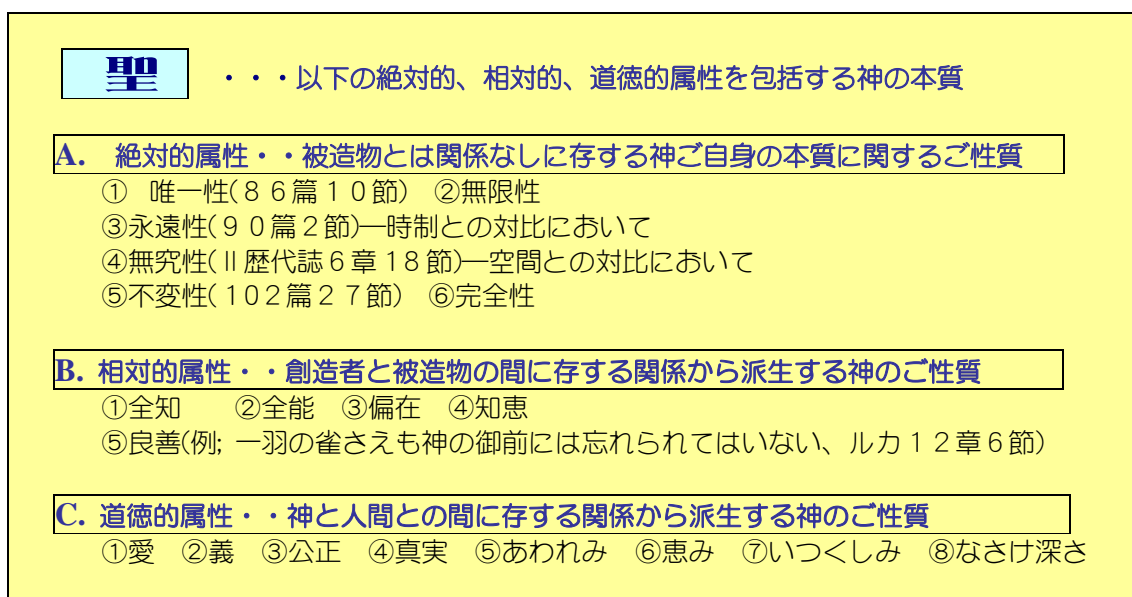 聖 ・・・以下の絶対的、相対的、道徳的属性を包括する神の本質
A. 絶対的属性・・被造物とは関係なしに存する神ご自身の本質に関するご性質
① 唯一性(86篇10節) ②無限性
③永遠性(90篇2節)―時制との対比において
④無究性(Ⅱ歴代誌6章18節)―空間との対比において
⑤不変性(102篇27節) ⑥完全性
B. 相対的属性・・創造者と被造物の間に存する関係から派生する神のご性質
①全知 ②全能 ③偏在 ④知恵
⑤良善(例; 一羽の雀さえも神の御前には忘れられてはいない、ルカ12章6節)
C. 道徳的属性・・神と人間との間に存する関係から派生する神のご性質
①愛 ②義 ③公正 ④真実 ⑤あわれみ ⑥恵み ⑦いつくしみ ⑧なさけ深さ